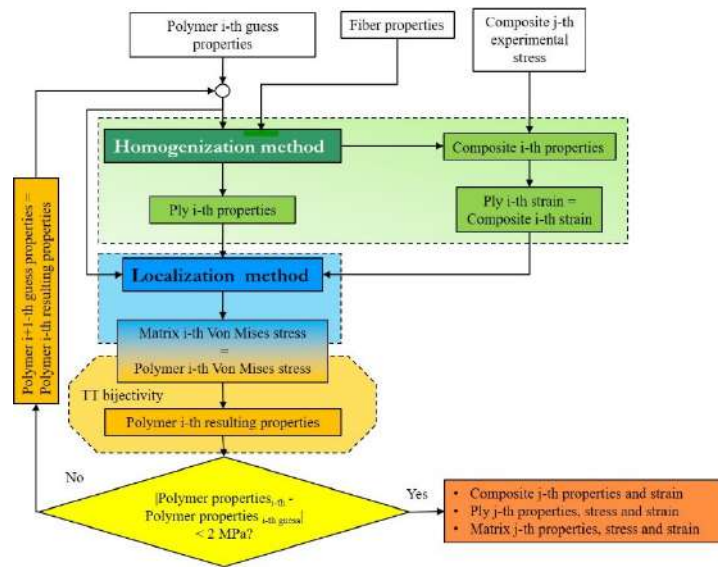 Polymer i-th guess
properties
Fiber properties
Composite j-th
experimental
stress
Homogenization method
Composite i-th properties
Ply i-th properties
Ply i-th strain =
Composite i-th strain
Localization method
Polymer i+1-th guess properties =
Polymer i-th resulting properties
Matrix i-th Von Mises stress
=
Polymer i-th Von Mises stress
TT bijectivity
Polymer i-th resulting properties
No
Yes
|Polymer properties i-th -
Polymer properties i-th guess|
< 2 MPa?
• Composite j-th properties and strain
• Ply j-th properties, stress and strain
• Matrix j-th properties, stress and strain